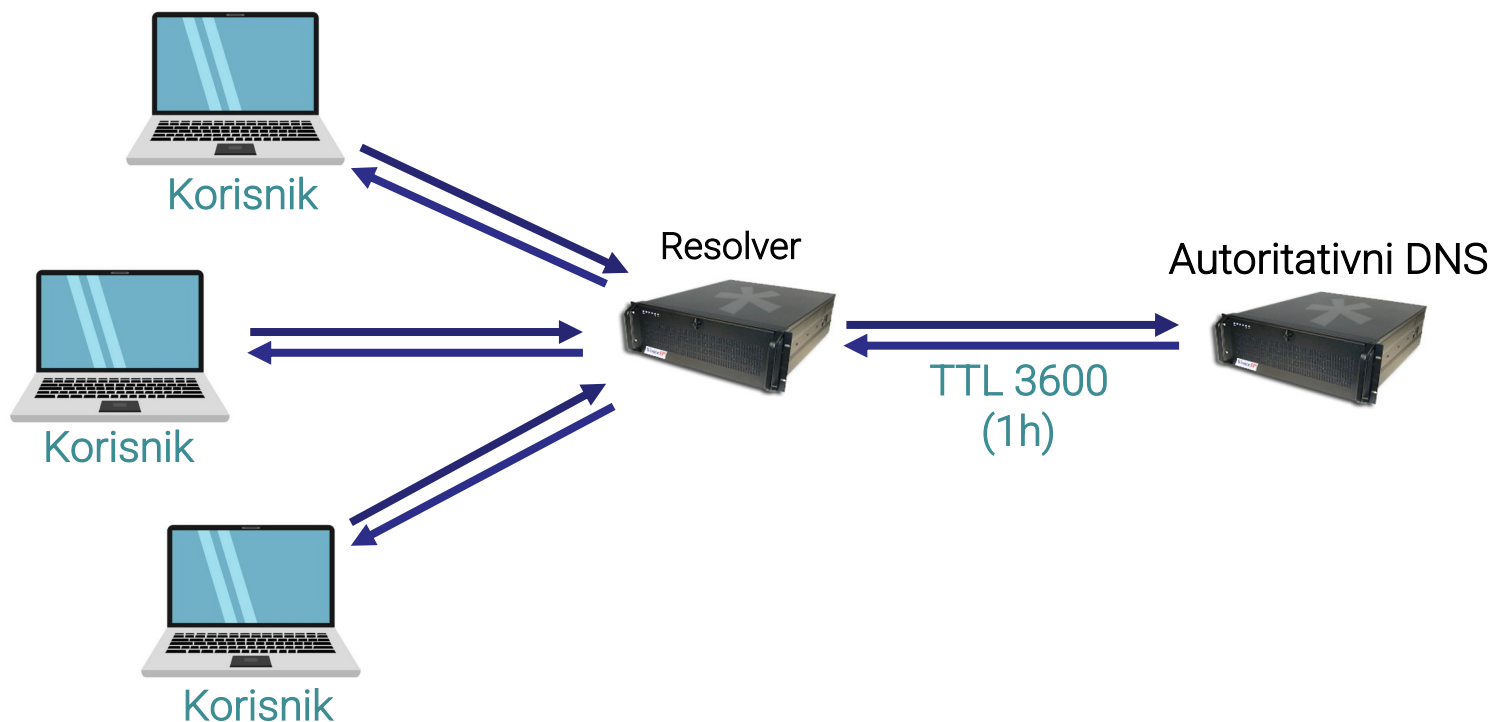 Korisnik
Resolver
Autoritativni DNS
Korisnik
TTL 3600
(1h)
Korisnik